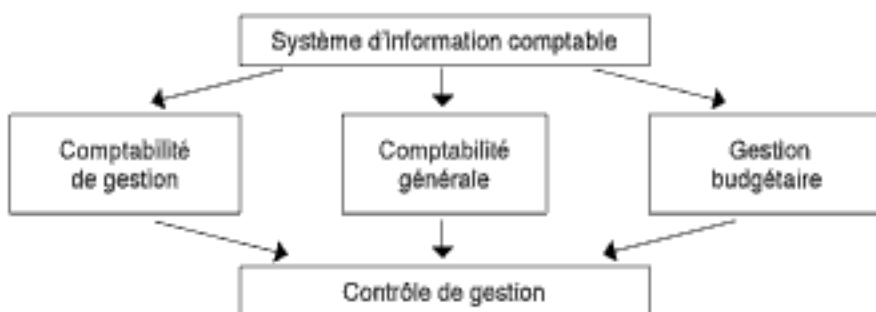 Système d'information comptable
Comptabilité
de gestion
Comptabilité
générale
Gestion
budgétaire
Contrôle de gestion